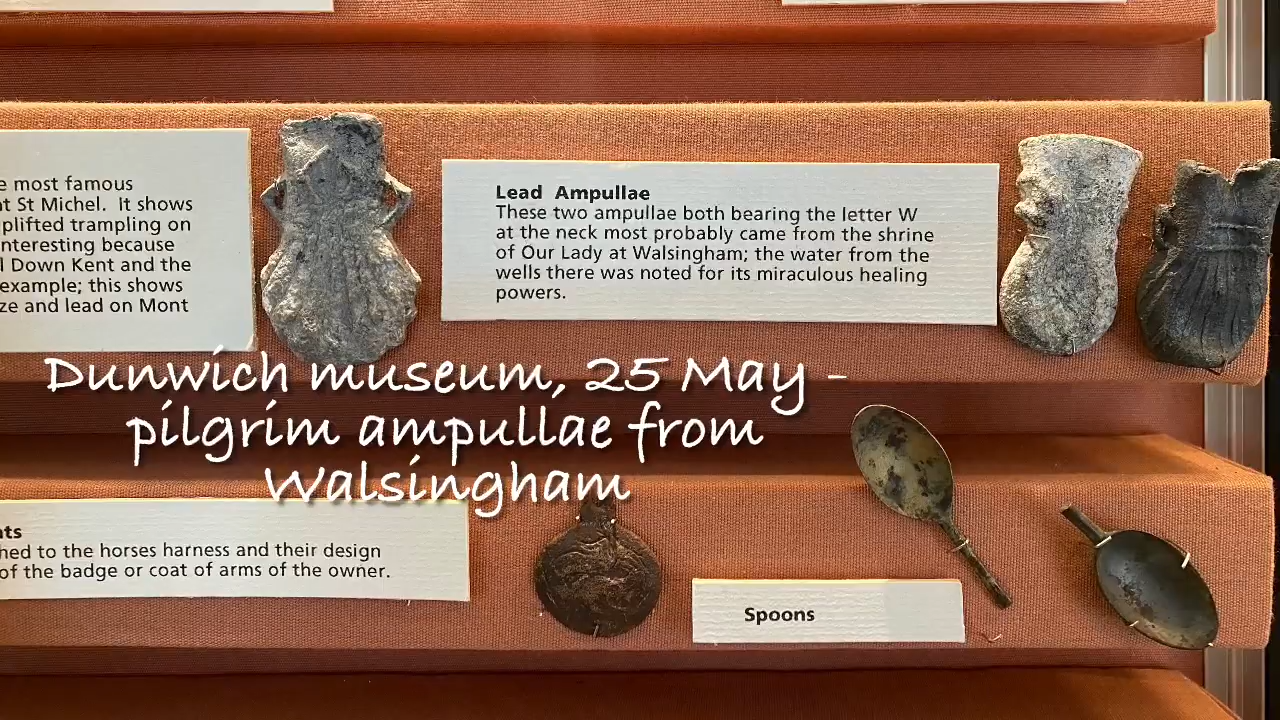 e most famous
St Michel. It shows
plifted trampling on
nteresting because
Down Kent and the
example; this shows
ze and lead on Mont
Lead Ampullae
These two ampullae both bearing the letter W
at the neck most probably came from the shrine
of Our Lady at Walsingham; the water from the
wells there was noted for its miraculous healing
powers.
Dunwich museum, 25 May -
pilgrim ampullae from
Walsingham
nts
hed to the horses harness and their design
of the badge or coat of arms of the owner.
Spoons